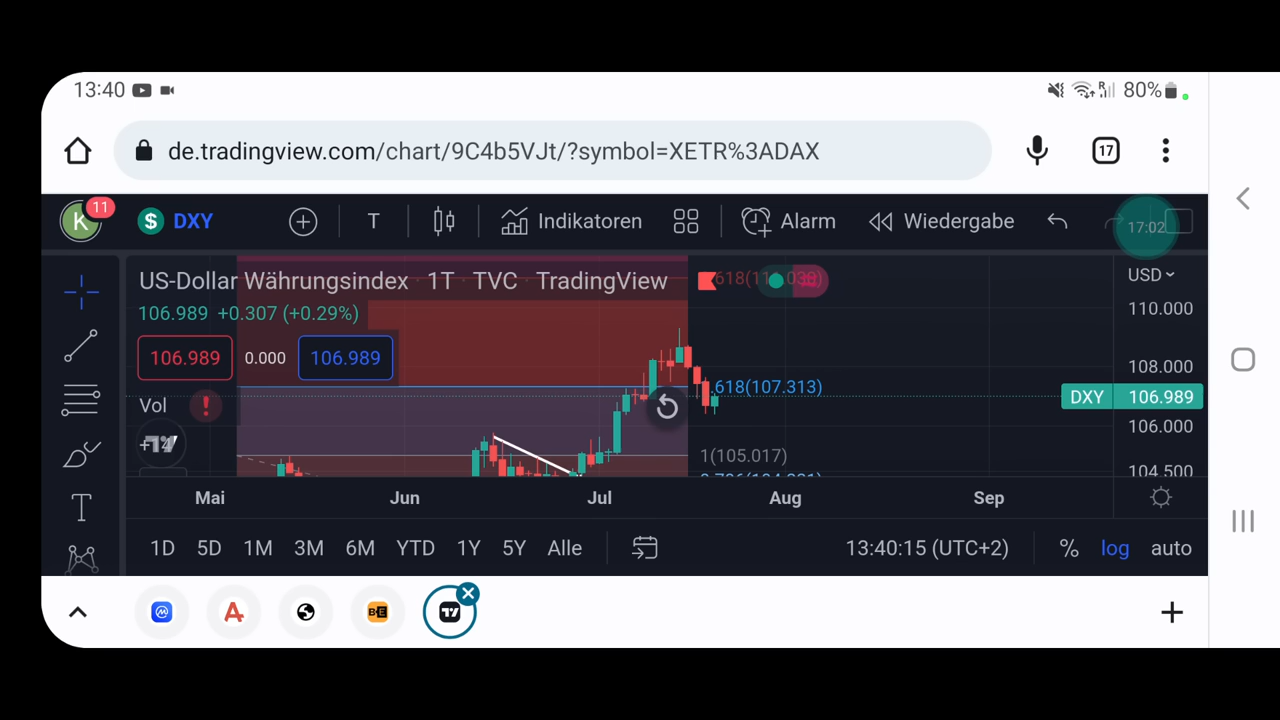 13:40 80%
de.tradingview.com/chart/9C4b5VJt/?symbol=XETR%3ADAX 17
K 11 $ DXY T Indikatoren Alarm Wiedergabe 17:02
US-Dollar Währungsindex · 1T · TVC · TradingView USD
106.989 +0.307 (+0.29%) 110.000
106.989 0.000 106.989 108.000
.618(107.313)
DXY 106.989
Vol !
106.000
1(105.017)
104.500
Mai Jun Jul Aug Sep
1D 5D 1M 3M 6M YTD 1Y 5Y Alle 13:40:15 (UTC+2) % log auto